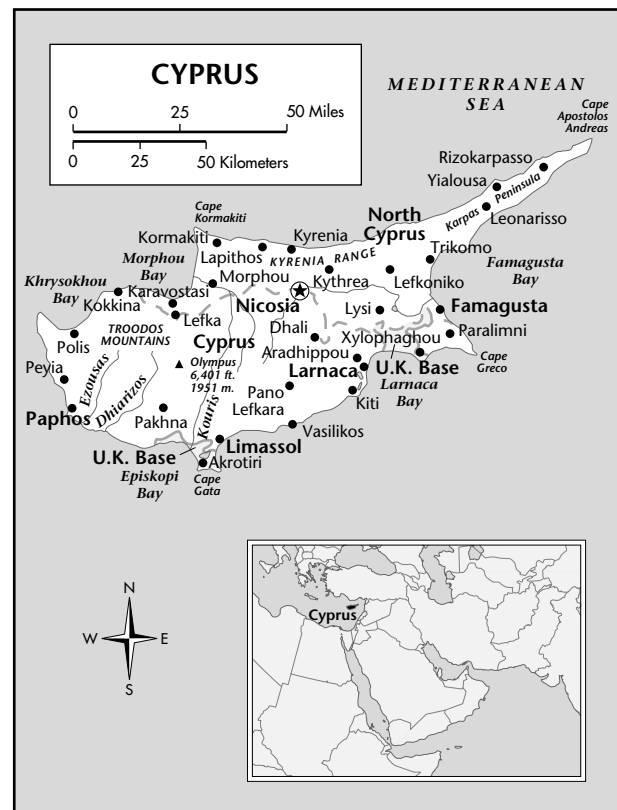 CYPRUS
0 25 50 Miles
0 25 50 Kilometers
MEDITERRANEAN
SEA
Cape
Apostolos
Andreas
Rizokarpasso
Yialousa
Karpas Peninsula
Leonarisso
North
Cyprus
Cape
Kormakiti
Kormakiti
Kyrenia
Lapithos
KYRENIA RANGE
Trikomo
Morphou
Bay
Morphou
Kythrea
Lefkoniko
Famagusta
Bay
Khrysokhou
Bay
Karavostasi
Kokkina
Nicosia
Lysi
Famagusta
Lefka
TROODOS
MOUNTAINS
Cyprus
Dhali
Xylophaghou
Paralimni
Polis
Olympus
6,401 ft.
1951 m.
Aradhippou
Cape
Greco
Peyia
Ezousas
Larnaca
U.K. Base
Larnaca
Bay
Dhiarizos
Kouris
Pano
Lefkara
Kiti
Paphos
Pakhna
Vasilikos
Limassol
U.K. Base
Akrotiri
Episkopi
Bay
Cape
Gata
N
W E
S
Cyprus